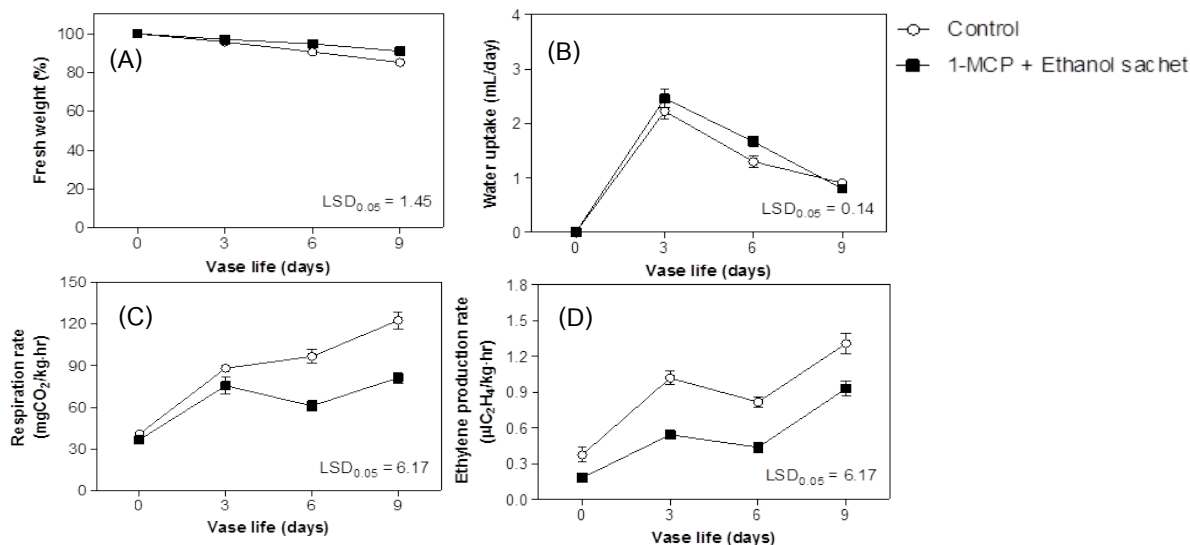 (A)
Fresh weight (%)
100
80
60
40
20
0
LSD0.05 = 1.45
0 3 6 9
Vase life (days)
(B)
Water uptake (mL/day)
4
3
2
1
0
LSD0.05 = 0.14
0 3 6 9
Vase life (days)
Control
1-MCP + Ethanol sachet
(C)
Respiration rate
(mgCO2/kg·hr)
150
120
90
60
30
0
LSD0.05 = 6.17
0 3 6 9
Vase life (days)
(D)
Ethylene production rate
(µlC2H4/kg·hr)
1.8
1.5
1.2
0.9
0.6
0.3
0.0
LSD0.05 = 6.17
0 3 6 9
Vase life (days)